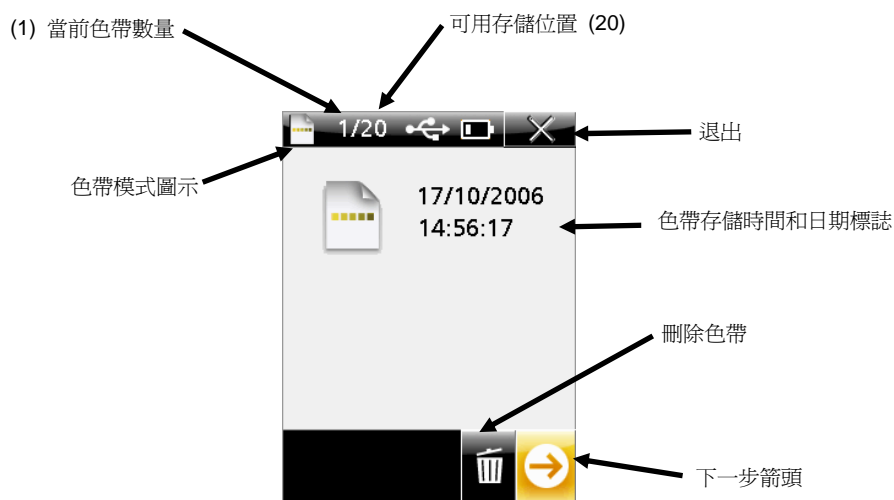 (1) 當前色帶數量
可用存儲位置 (20)
1/20
退出
色帶模式圖示
17/10/2006
14:56:17
色帶存儲時間和日期標誌
刪除色帶
下一步箭頭